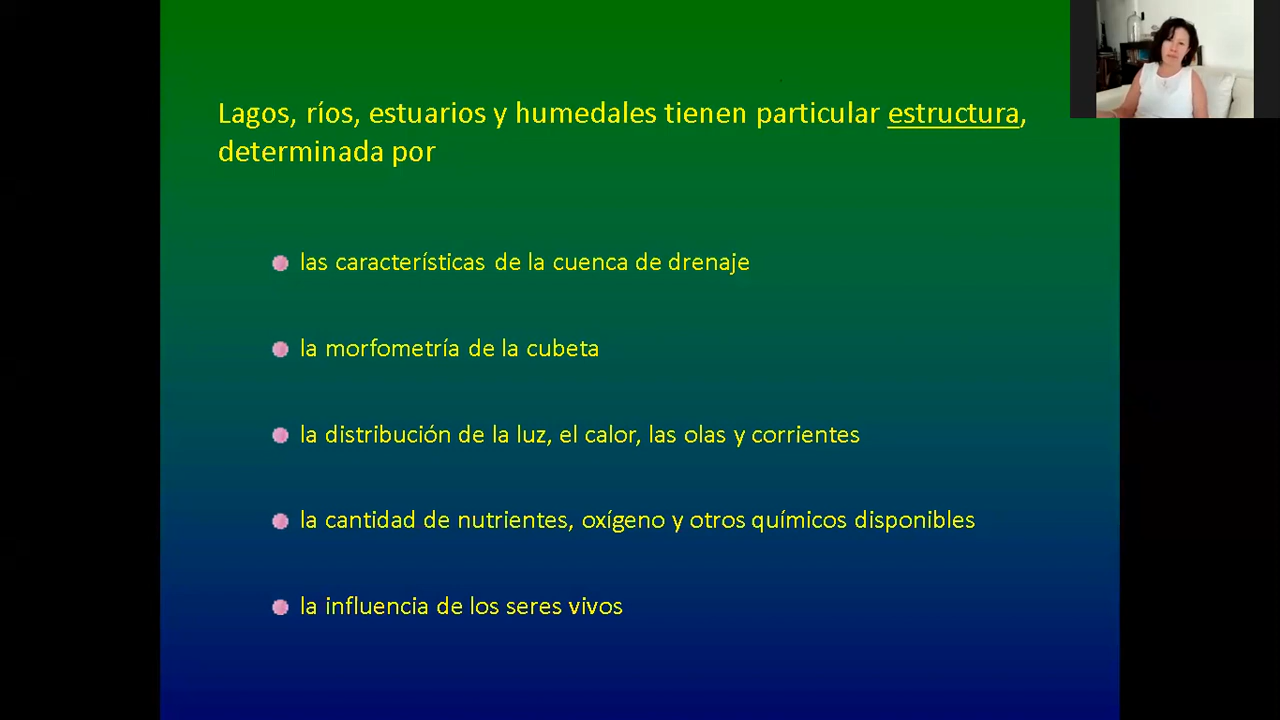 Lagos, ríos, estuarios y humedales tienen particular estructura,
determinada por
las características de la cuenca de drenaje
la morfometría de la cubeta
la distribución de la luz, el calor, las olas y corrientes
la cantidad de nutrientes, oxígeno y otros químicos disponibles
la influencia de los seres vivos